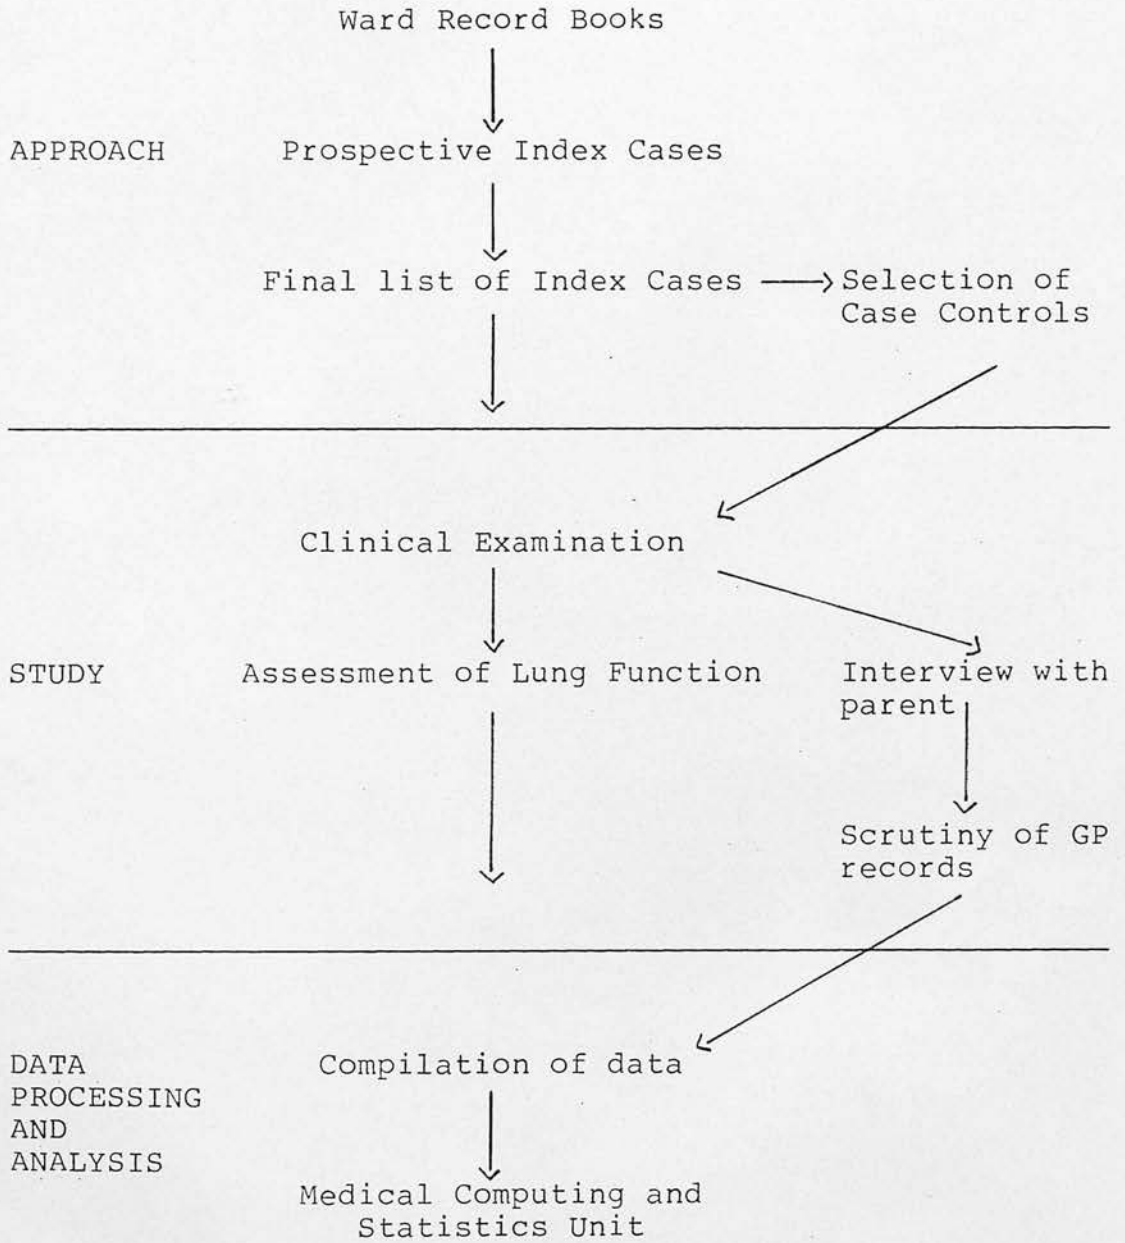 Ward Record Books
APPROACH Prospective Index Cases
Final list of Index Cases Selection of
Case Controls
Clinical Examination
STUDY Assessment of Lung Function Interview with
parent
Scrutiny of GP
records
DATA Compilation of data
PROCESSING
AND
ANALYSIS
Medical Computing and
Statistics Unit